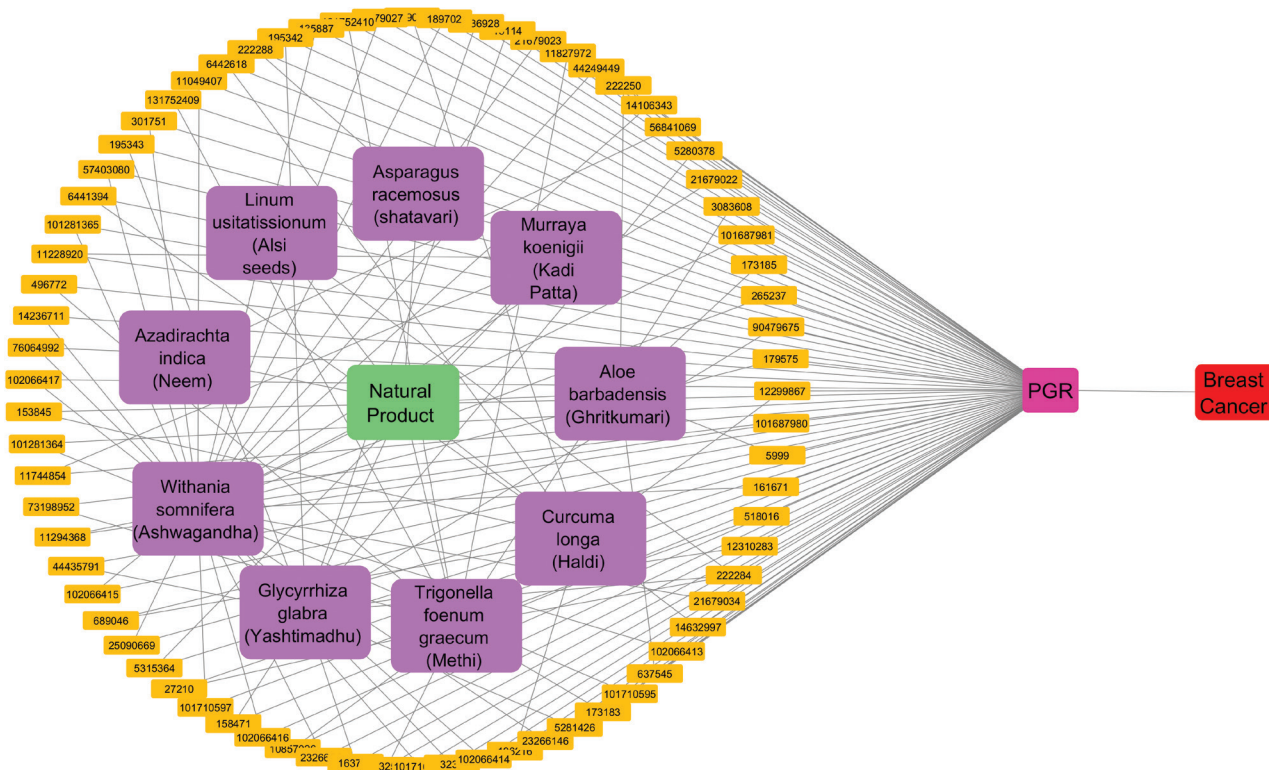 189702
21679023
11827972
44249449
222250
14106343
56841069
5280378
21679022
3083608
101687981
173185
265237
90479675
179575
12299867
101687980
5999
161671
518016
12310283
222284
21679034
14632997
102066413
637545
101710595
173183
5281426
23266146
102066414
102066416
158471
101710597
27210
5315364
25090669
689046
102066415
44435791
11294368
73198952
11744854
101281364
153845
102066417
76064992
14236711
496772
11228920
101281365
6441394
57403080
195343
301751
131752409
11049407
6442618
222288
195342
Asparagus
racemosus
(shatavari)
Linum
usitatissionum
(Alsi
seeds)
Murraya
koenigii
(Kadi
Patta)
Azadirachta
indica
(Neem)
Natural
Product
Aloe
barbadensis
(Ghritkumari)
Withania
somnifera
(Ashwagandha)
Curcuma
longa
(Haldi)
Glycyrrhiza
glabra
(Yashtimadhu)
Trigonella
foenum
graecum
(Methi)
PGR
Breast
Cancer